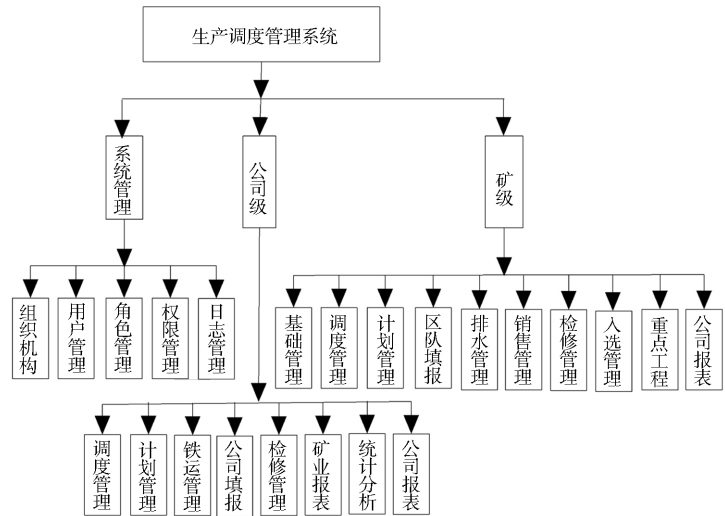 生产调度管理系统
系统管理
公司级
矿级
组织机构
用户管理
角色管理
权限管理
日志管理
基础管理
调度管理
计划管理
区队填报
排水管理
销售管理
检修管理
入选管理
重点工程
公司报表
调度管理
计划管理
铁运管理
公司填报
检修管理
矿业报表
统计分析
公司报表